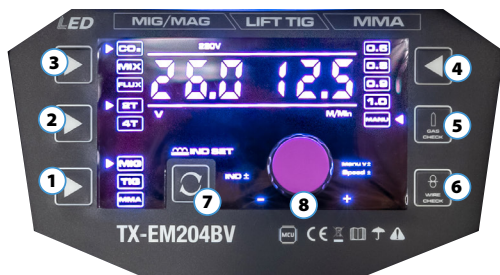 LED MIG/MAG LIFT TIG MMA
CO₂ 220V 0.6
MIX 26.0 12.5 0.8
FLUX 0.9
2T 1.0
4T V M/Min MANU
3
4
2
5
GAS CHECK
MIG IND SET
TIG IND ± Menu V±
MMA Speed ±
- +
1
6
WIRE CHECK
7
8
TX-EM204BV MCU CE